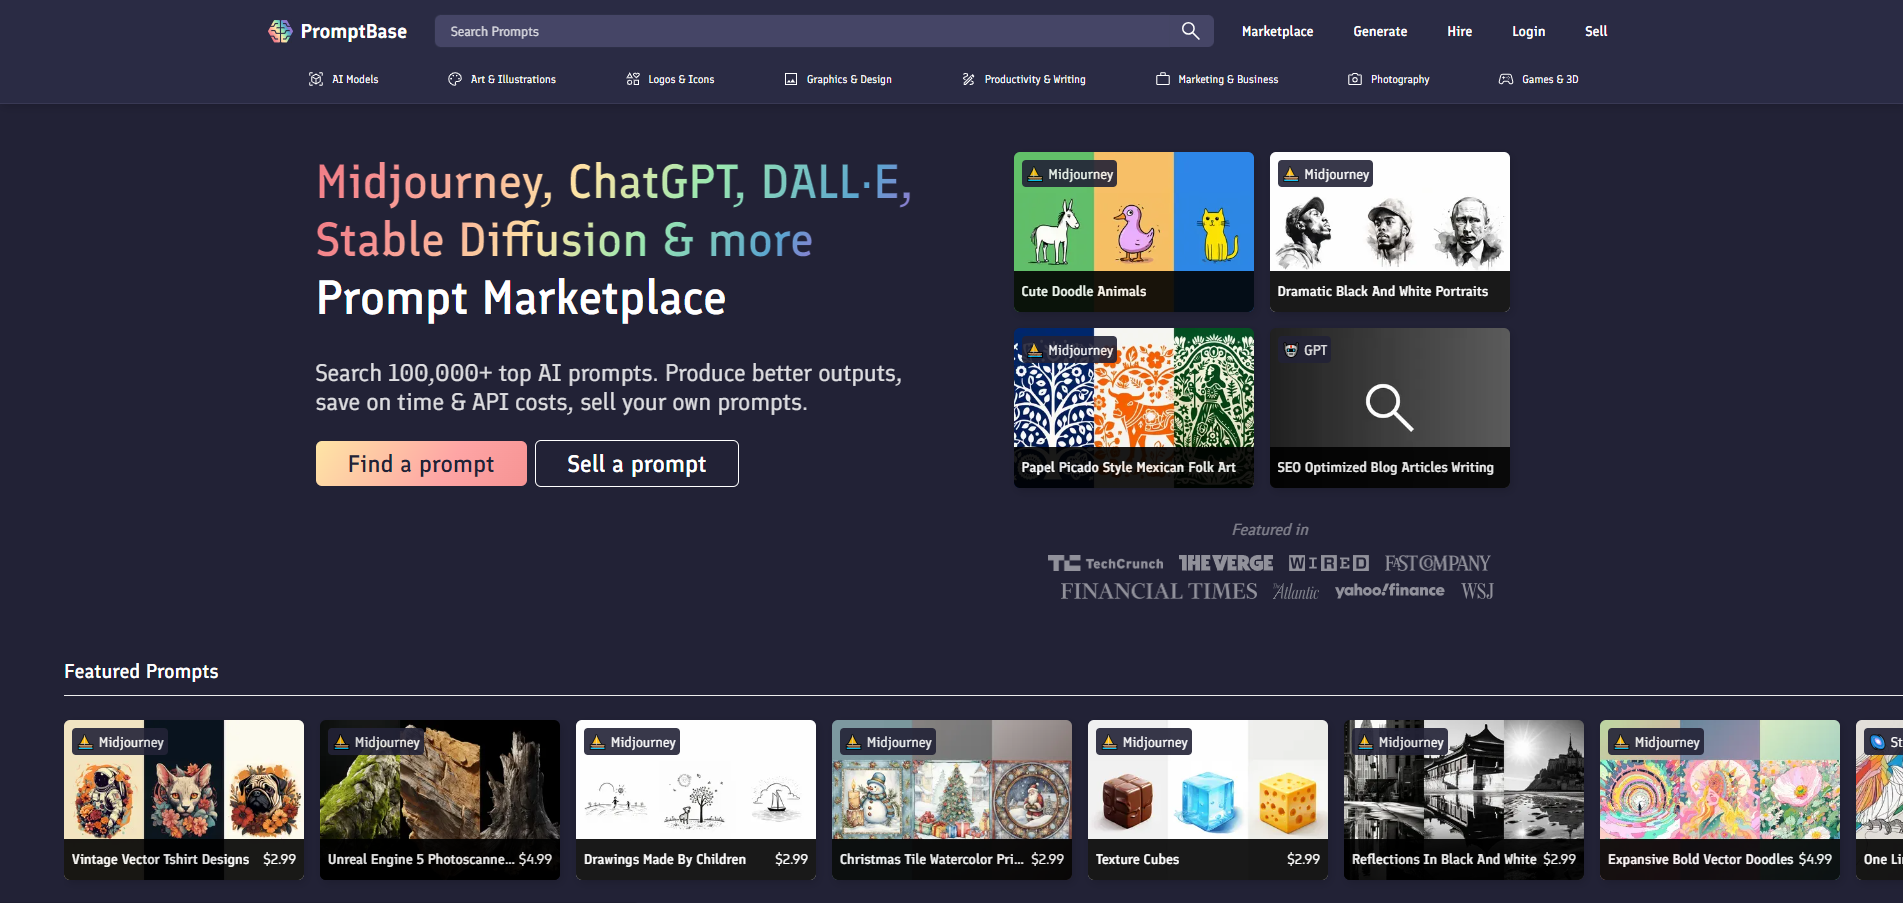 PromptBase
Search Prompts
Marketplace
Generate
Hire
Login
Sell
AI Models
Art & Illustrations
Logos & Icons
Graphics & Design
Productivity & Writing
Marketing & Business
Photography
Games & 3D
Midjourney, ChatGPT, DALL·E,
Stable Diffusion & more
Prompt Marketplace
Search 100,000+ top AI prompts. Produce better outputs,
save on time & API costs, sell your own prompts.
Find a prompt
Sell a prompt
Midjourney
Cute Doodle Animals
Midjourney
Dramatic Black And White Portraits
Midjourney
Papel Picado Style Mexican Folk Art
GPT
SEO Optimized Blog Articles Writing
Featured in
TC TechCrunch
THE VERGE
WIRED
FAST COMPANY
FINANCIAL TIMES
The Atlantic
yahoo!finance
WSJ
Featured Prompts
Midjourney
Vintage Vector Tshirt Designs $2.99
Midjourney
Unreal Engine 5 Photoscanne... $4.99
Midjourney
Drawings Made By Children $2.99
Midjourney
Christmas Tile Watercolor Pri... $2.99
Midjourney
Texture Cubes $2.99
Midjourney
Reflections In Black And White $2.99
Midjourney
Expansive Bold Vector Doodles $4.99
St
One Li